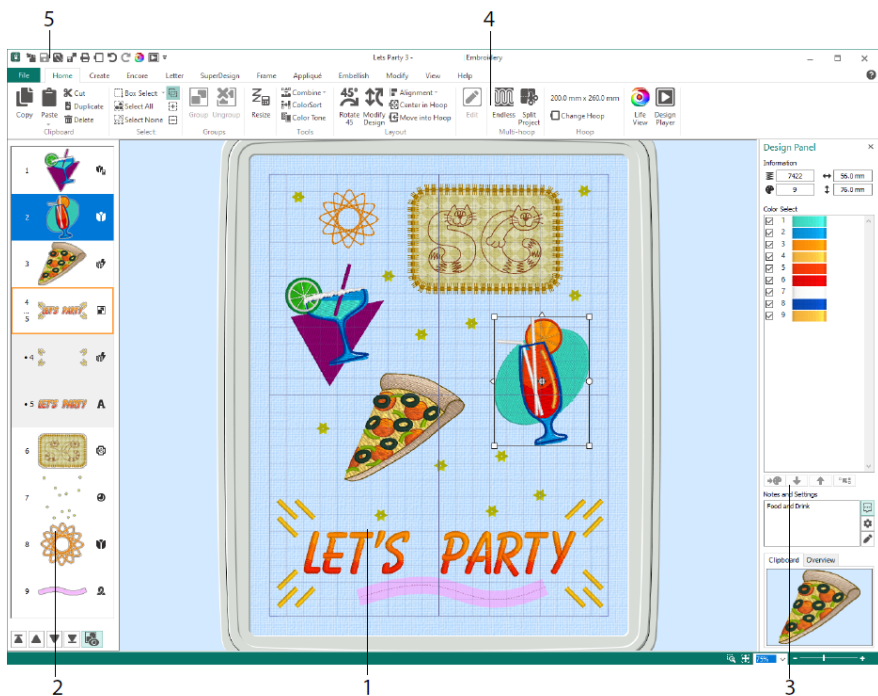 5
4
Lets Party 3 -
Embroidery
File Home Create Encore Letter SuperDesign Frame Appliqué Embellish Modify View Help
Copy Paste Cut Duplicate Delete
Box Select Select All Select None
Group Ungroup
Resize
Combine ColorSort Color Tone
Rotate 45 Modify Design Alignment Center in Hoop Move into Hoop
Edit
Endless Split Project
200.0 mm x 260.0 mm Change Hoop
Life View Design Player
Clipboard Select Groups Tools Layout Multi-hoop Hoop
Design Panel
Information
7422 96.0 mm
9 76.0 mm
Color Select
1
2
3
4
5
6
7
8
9
Notes and Settings
Food and Drink
Clipboard Overview
1
2
3
4
...
5
LET'S PARTY
4
5 LET'S PARTY A
6
7
8
9
LET'S PARTY
75%
2
1
3